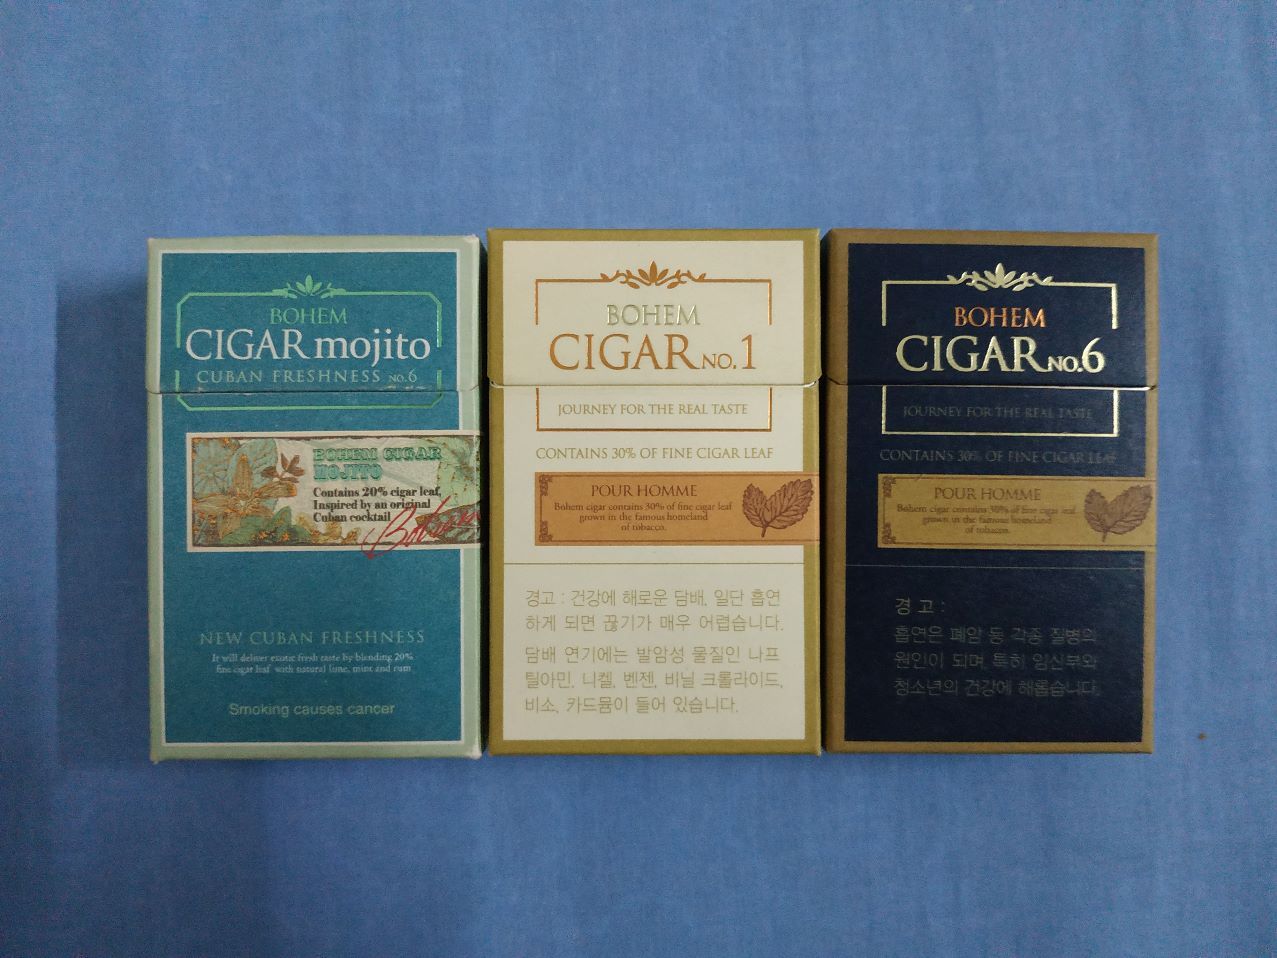 BOHEM
CIGAR mojito
CUBAN FRESHNESS NO.6
BOHEM CIGAR
MOJITO
Contains 20% cigar leaf,
Inspired by an original
Cuban cocktail
Bohem
NEW CUBAN FRESHNESS
It will deliver exotic fresh taste by blending 20%
fine cigar leaf with natural lime, mint and rum
Smoking causes cancer
BOHEM
CIGAR NO.1
JOURNEY FOR THE REAL TASTE
CONTAINS 30% OF FINE CIGAR LEAF
POUR HOMME
Bohem cigar contains 30% of fine cigar leaf
grown in the famous homeland
of tobacco.
경고 : 건강에 해로운 담배, 일단 흡연
하게 되면 끊기가 매우 어렵습니다.
담배 연기에는 발암성 물질인 나프
틸아민, 니켈, 벤젠, 비닐 크롤라이드,
비소, 카드뮴이 들어 있습니다.
BOHEM
CIGAR NO.6
JOURNEY FOR THE REAL TASTE
CONTAINS 30% OF FINE CIGAR LEAF
POUR HOMME
Bohem cigar contains 30% of fine cigar leaf
grown in the famous homeland
of tobacco.
경 고 :
흡연은 폐암 등 각종 질병의
원인이 되며, 특히 임신부와
청소년의 건강에 해롭습니다.